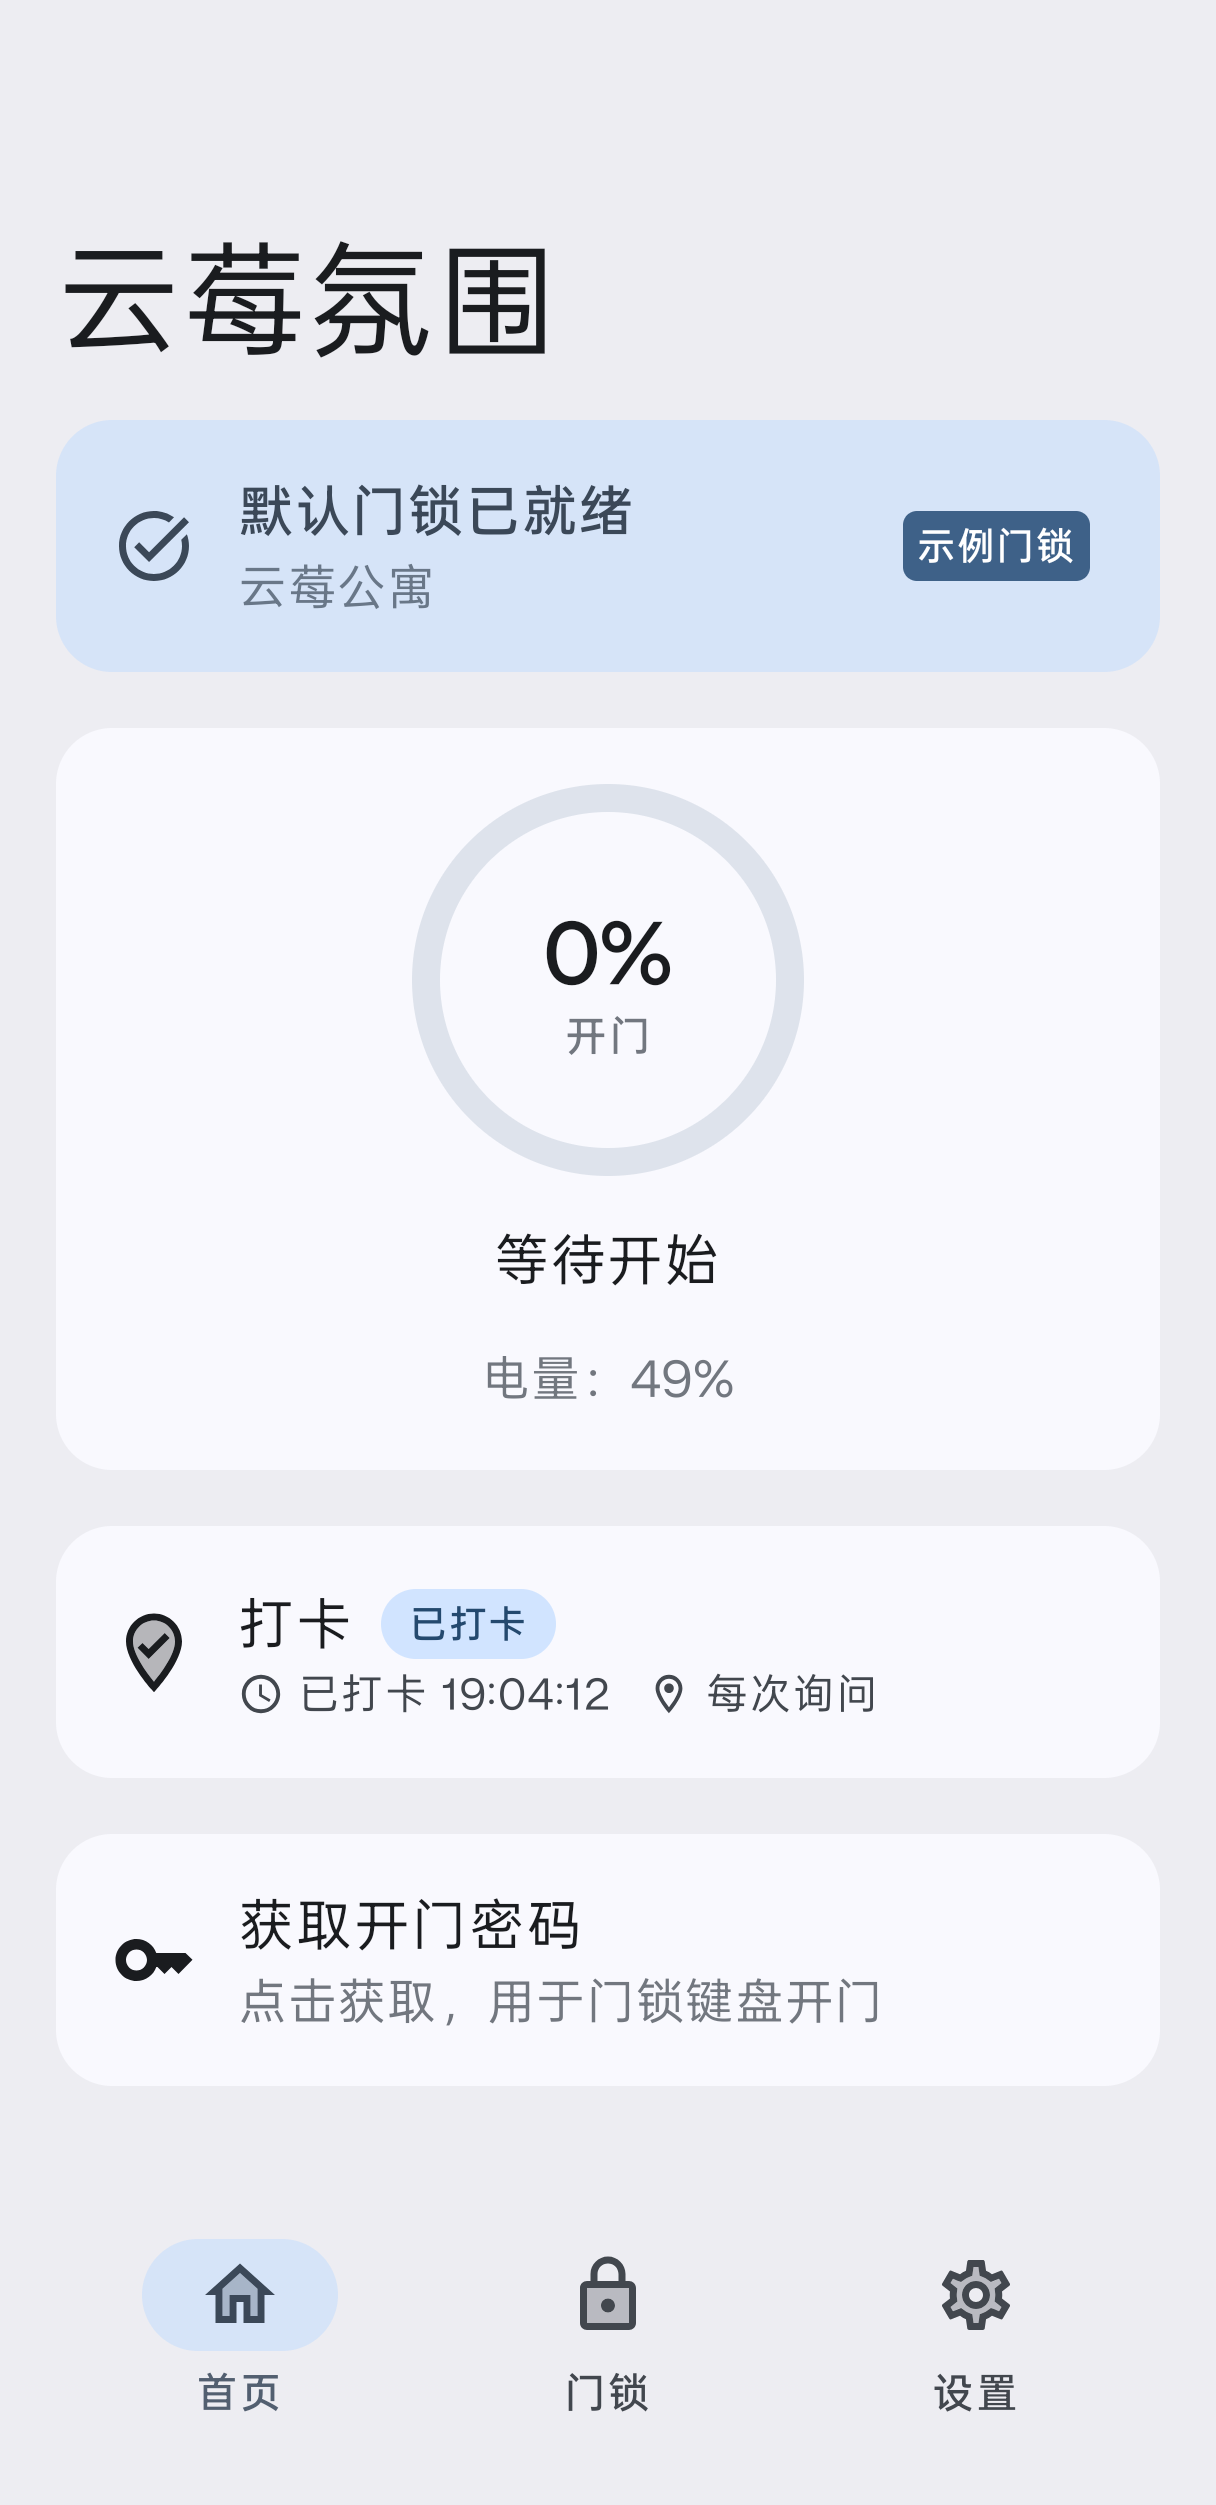 云莓氛围
默认门锁已就绪
云莓公寓
示例门锁
0%
开门
等待开始
电量：49%
打卡
已打卡
已打卡 19:04:12
每次询问
获取开门密码
点击获取，用于门锁键盘开门
首页
门锁
设置